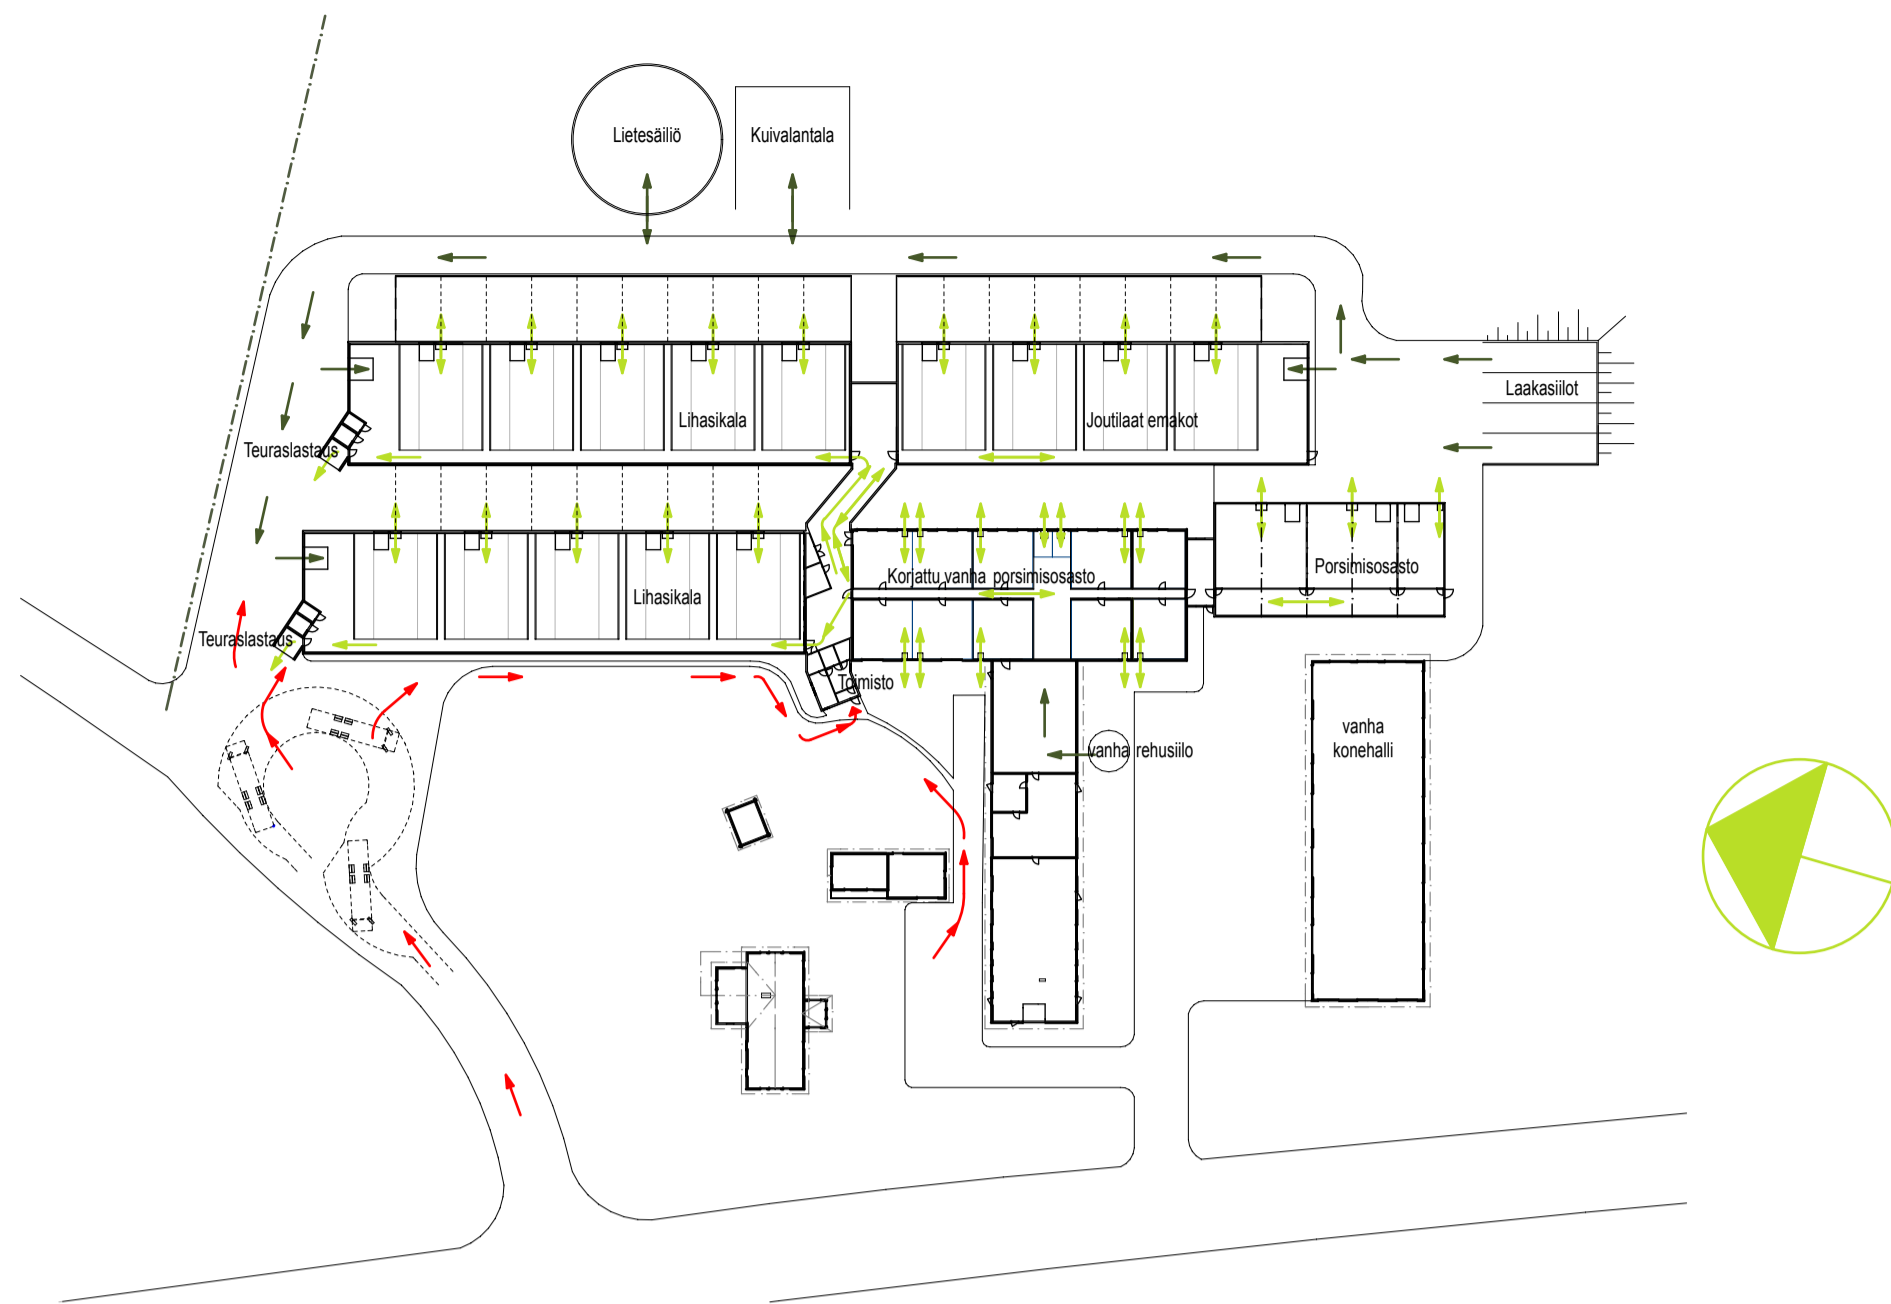 Lietesäiliö
Kuivalantala
Laakasiilot
Lihasikala
Joutilaat emakot
Teuraslastaus
Porsimisosasto
Korjattu vanha porsimisosasto
Lihasikala
Teuraslastaus
Toimisto
vanha rehusiilo
vanha
konehalli